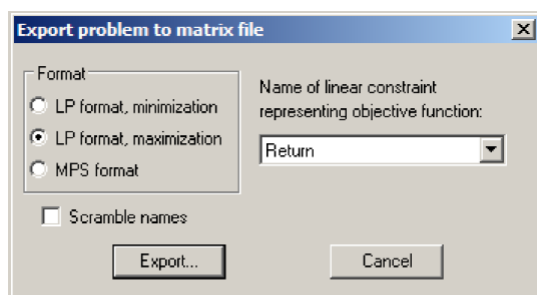 Export problem to matrix file
Format
LP format, minimization
LP format, maximization
MPS format
Scramble names
Name of linear constraint
representing objective function:
Return
Export...
Cancel